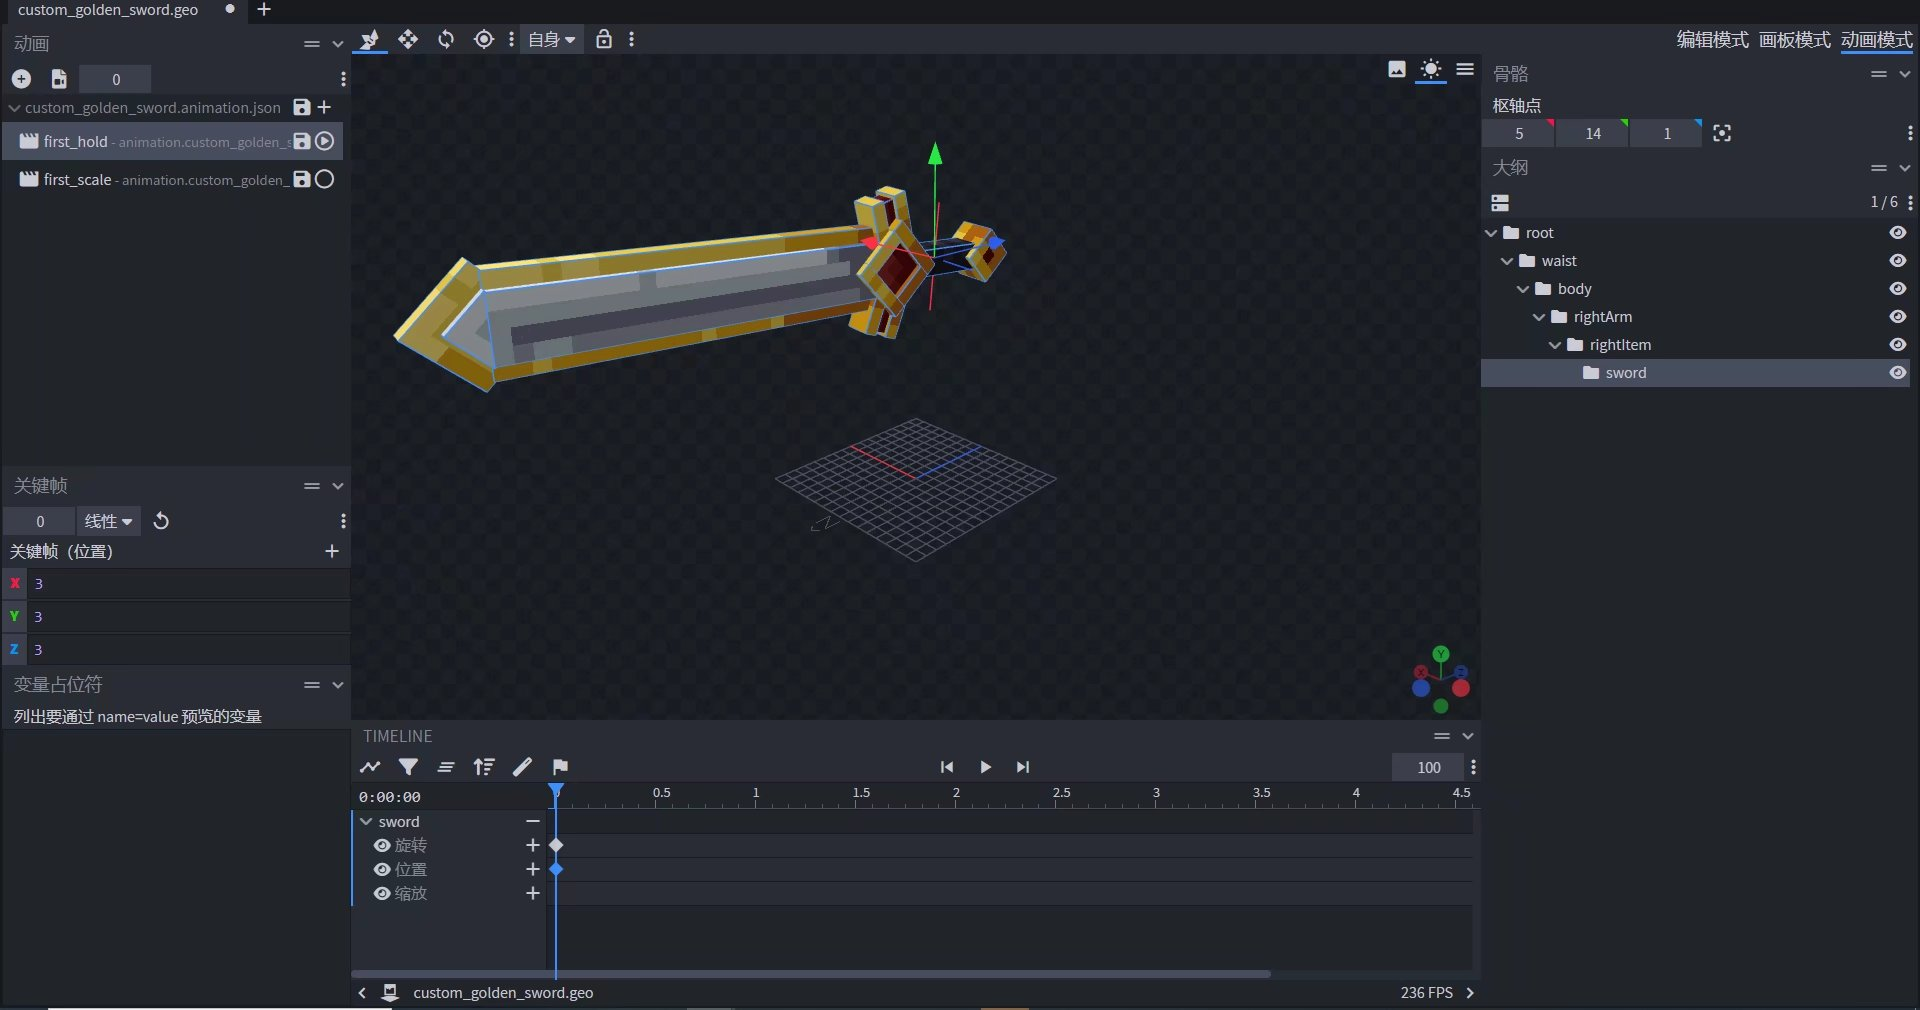 custom_golden_sword.geo
动画
自身
编辑模式 画板模式 动画模式
0
custom_golden_sword.animation.json
first_hold - animation.custom_golden_s
first_scale - animation.custom_golden_
骨骼
枢轴点
5 14 1
大纲
1 / 6
root
waist
body
rightArm
rightItem
sword
关键帧
0 线性
关键帧（位置）
X 3
Y 3
Z 3
变量占位符
列出要通过 name=value 预览的变量
Y
X Z
TIMELINE
100
0:00:00
0 0.5 1 1.5 2 2.5 3 3.5 4 4.5
sword
旋转
位置
缩放
custom_golden_sword.geo
236 FPS